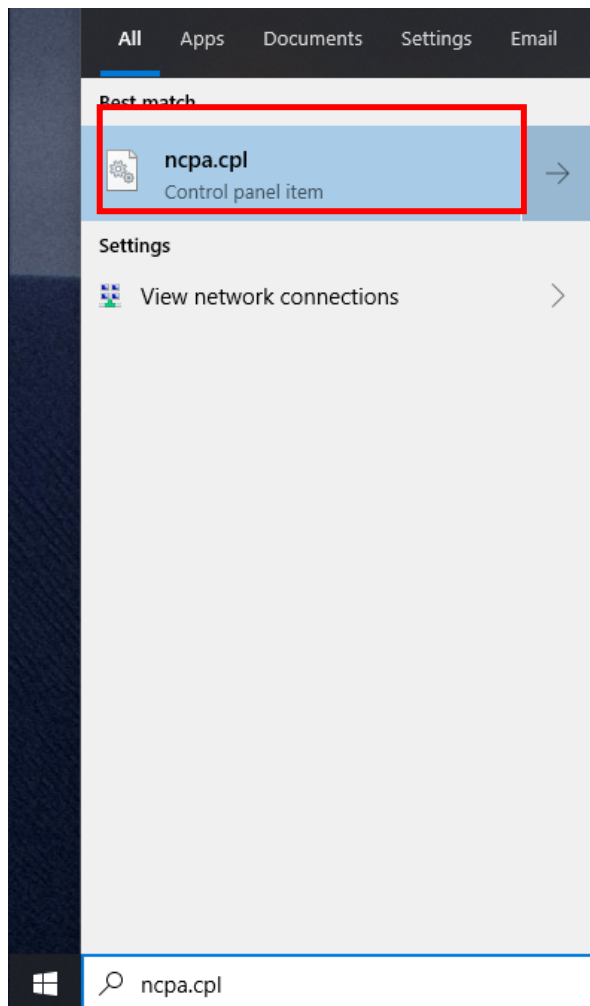 All Apps Documents Settings Email
Best match
ncpa.cpl
Control panel item
Settings
View network connections
ncpa.cpl